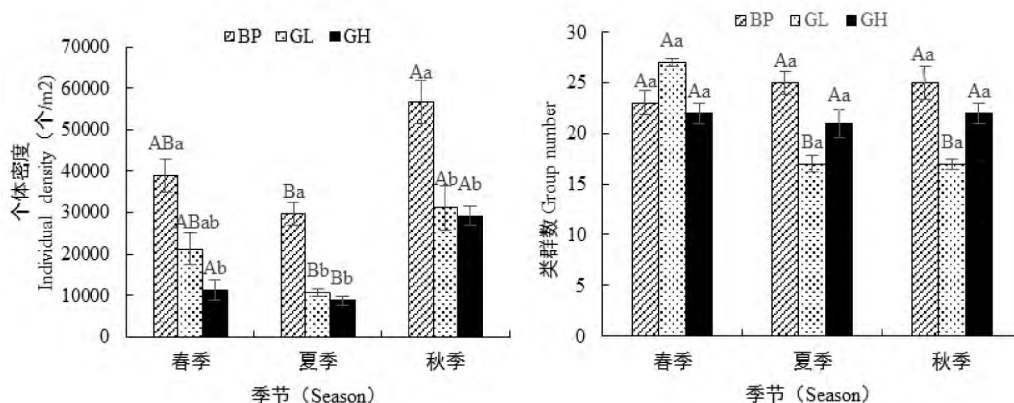 BP GL GH
70000
60000
50000
40000
30000
20000
10000
0
个体密度
Individual density (个/m2)
ABa
ABab
Ab
Ba
Bb
Bb
Aa
Ab
Ab
春季
夏季
秋季
季节（Season）
BP GL GH
30
25
20
15
10
5
0
类群数 Group number
Aa
Aa
Aa
Aa
Ba
Aa
Aa
Ba
Aa
春季
夏季
秋季
季节（Season）